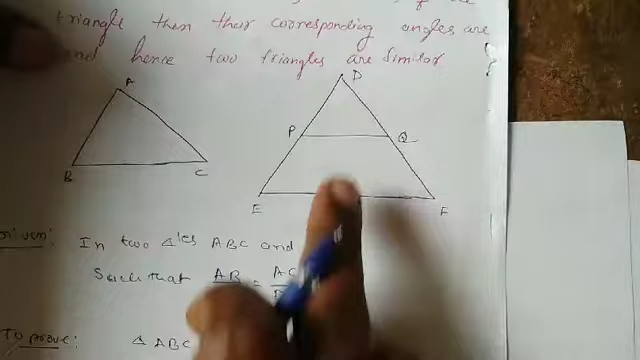 triangle then their corresponding angles are
and hence two triangles are similar
A
B
C
D
P
Q
E
F
Given: In two Δles ABC and
Such that AB = AC
To prove: Δ ABC